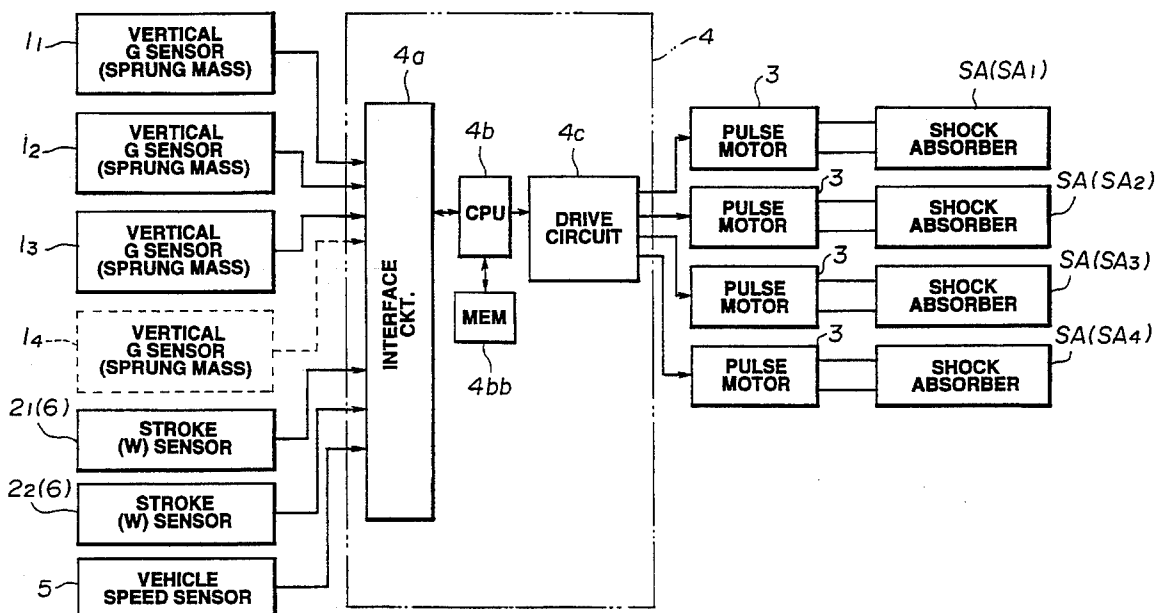 1₁
VERTICAL
G SENSOR
(SPRUNG MASS)
1₂
VERTICAL
G SENSOR
(SPRUNG MASS)
1₃
VERTICAL
G SENSOR
(SPRUNG MASS)
1₄
VERTICAL
G SENSOR
(SPRUNG MASS)
2₁(6)
STROKE
(W) SENSOR
2₂(6)
STROKE
(W) SENSOR
5
VEHICLE
SPEED SENSOR
4
4a
INTERFACE
CKT.
4b
CPU
MEM
4bb
4c
DRIVE
CIRCUIT
3
PULSE
MOTOR
SA(SA₁)
SHOCK
ABSORBER
3
PULSE
MOTOR
SA(SA₂)
SHOCK
ABSORBER
3
PULSE
MOTOR
SA(SA₃)
SHOCK
ABSORBER
3
PULSE
MOTOR
SA(SA₄)
SHOCK
ABSORBER